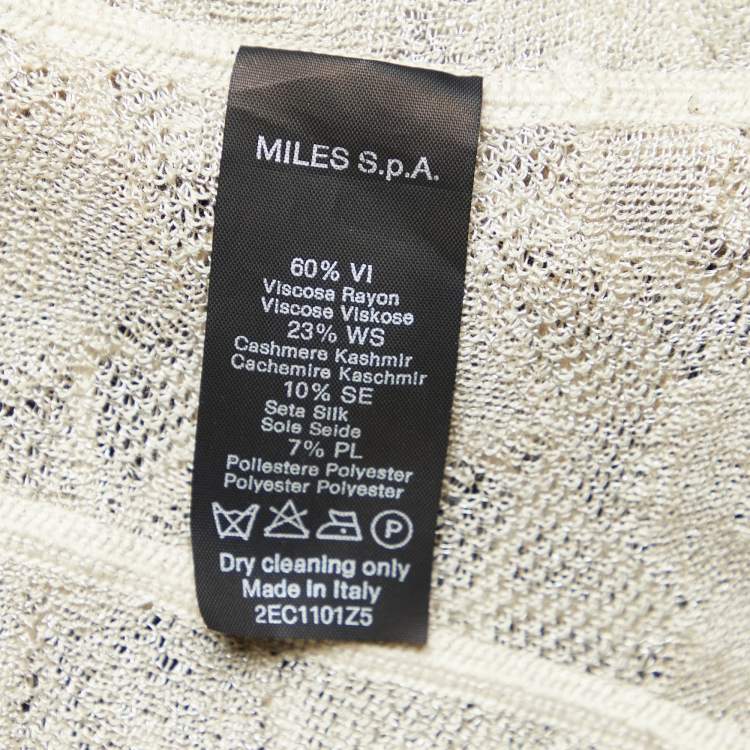 MILES S.p.A.
60% VI
Viscosa Rayon
Viscose Viskose
23% WS
Cashmere Kashmir
Cachemire Kaschmir
10% SE
Seta Silk
Soie Seide
7% PL
Poliestere Polyester
Polyester Polyester
P
Dry cleaning only
Made in Italy
2EC1101Z5